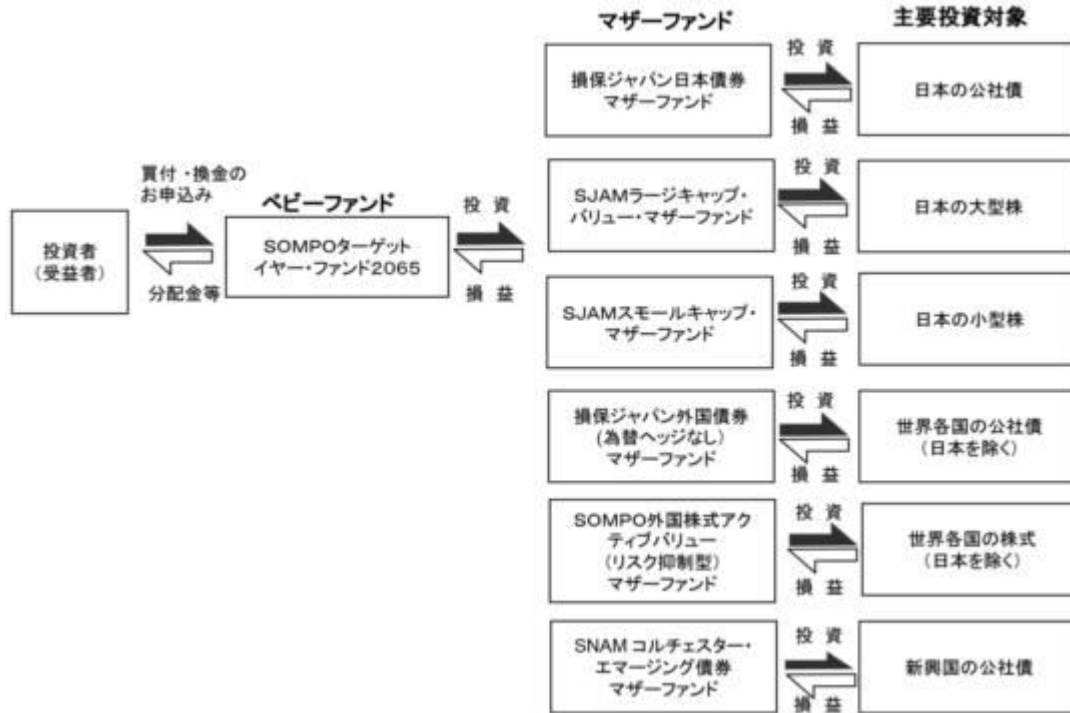 マザーファンド
主要投資対象
損保ジャパン日本債券
マザーファンド
投 資
損 益
日本の公社債
買付・換金の
お申込み
投資者
(受益者)
分配金等
ベビーファンド
SOMPOターゲット
イヤー・ファンド2065
投 資
損 益
SJAMラージキャップ・
バリュー・マザーファンド
投 資
損 益
日本の大型株
SJAMスモールキャップ・
マザーファンド
投 資
損 益
日本の小型株
損保ジャパン外国債券
(為替ヘッジなし)
マザーファンド
投 資
損 益
世界各国の公社債
(日本を除く)
SOMPO外国株式アク
ティブバリュー
(リスク抑制型)
マザーファンド
投 資
損 益
世界各国の株式
(日本を除く)
SNAM コルチェスター・
エマージング債券
マザーファンド
投 資
損 益
新興国の公社債